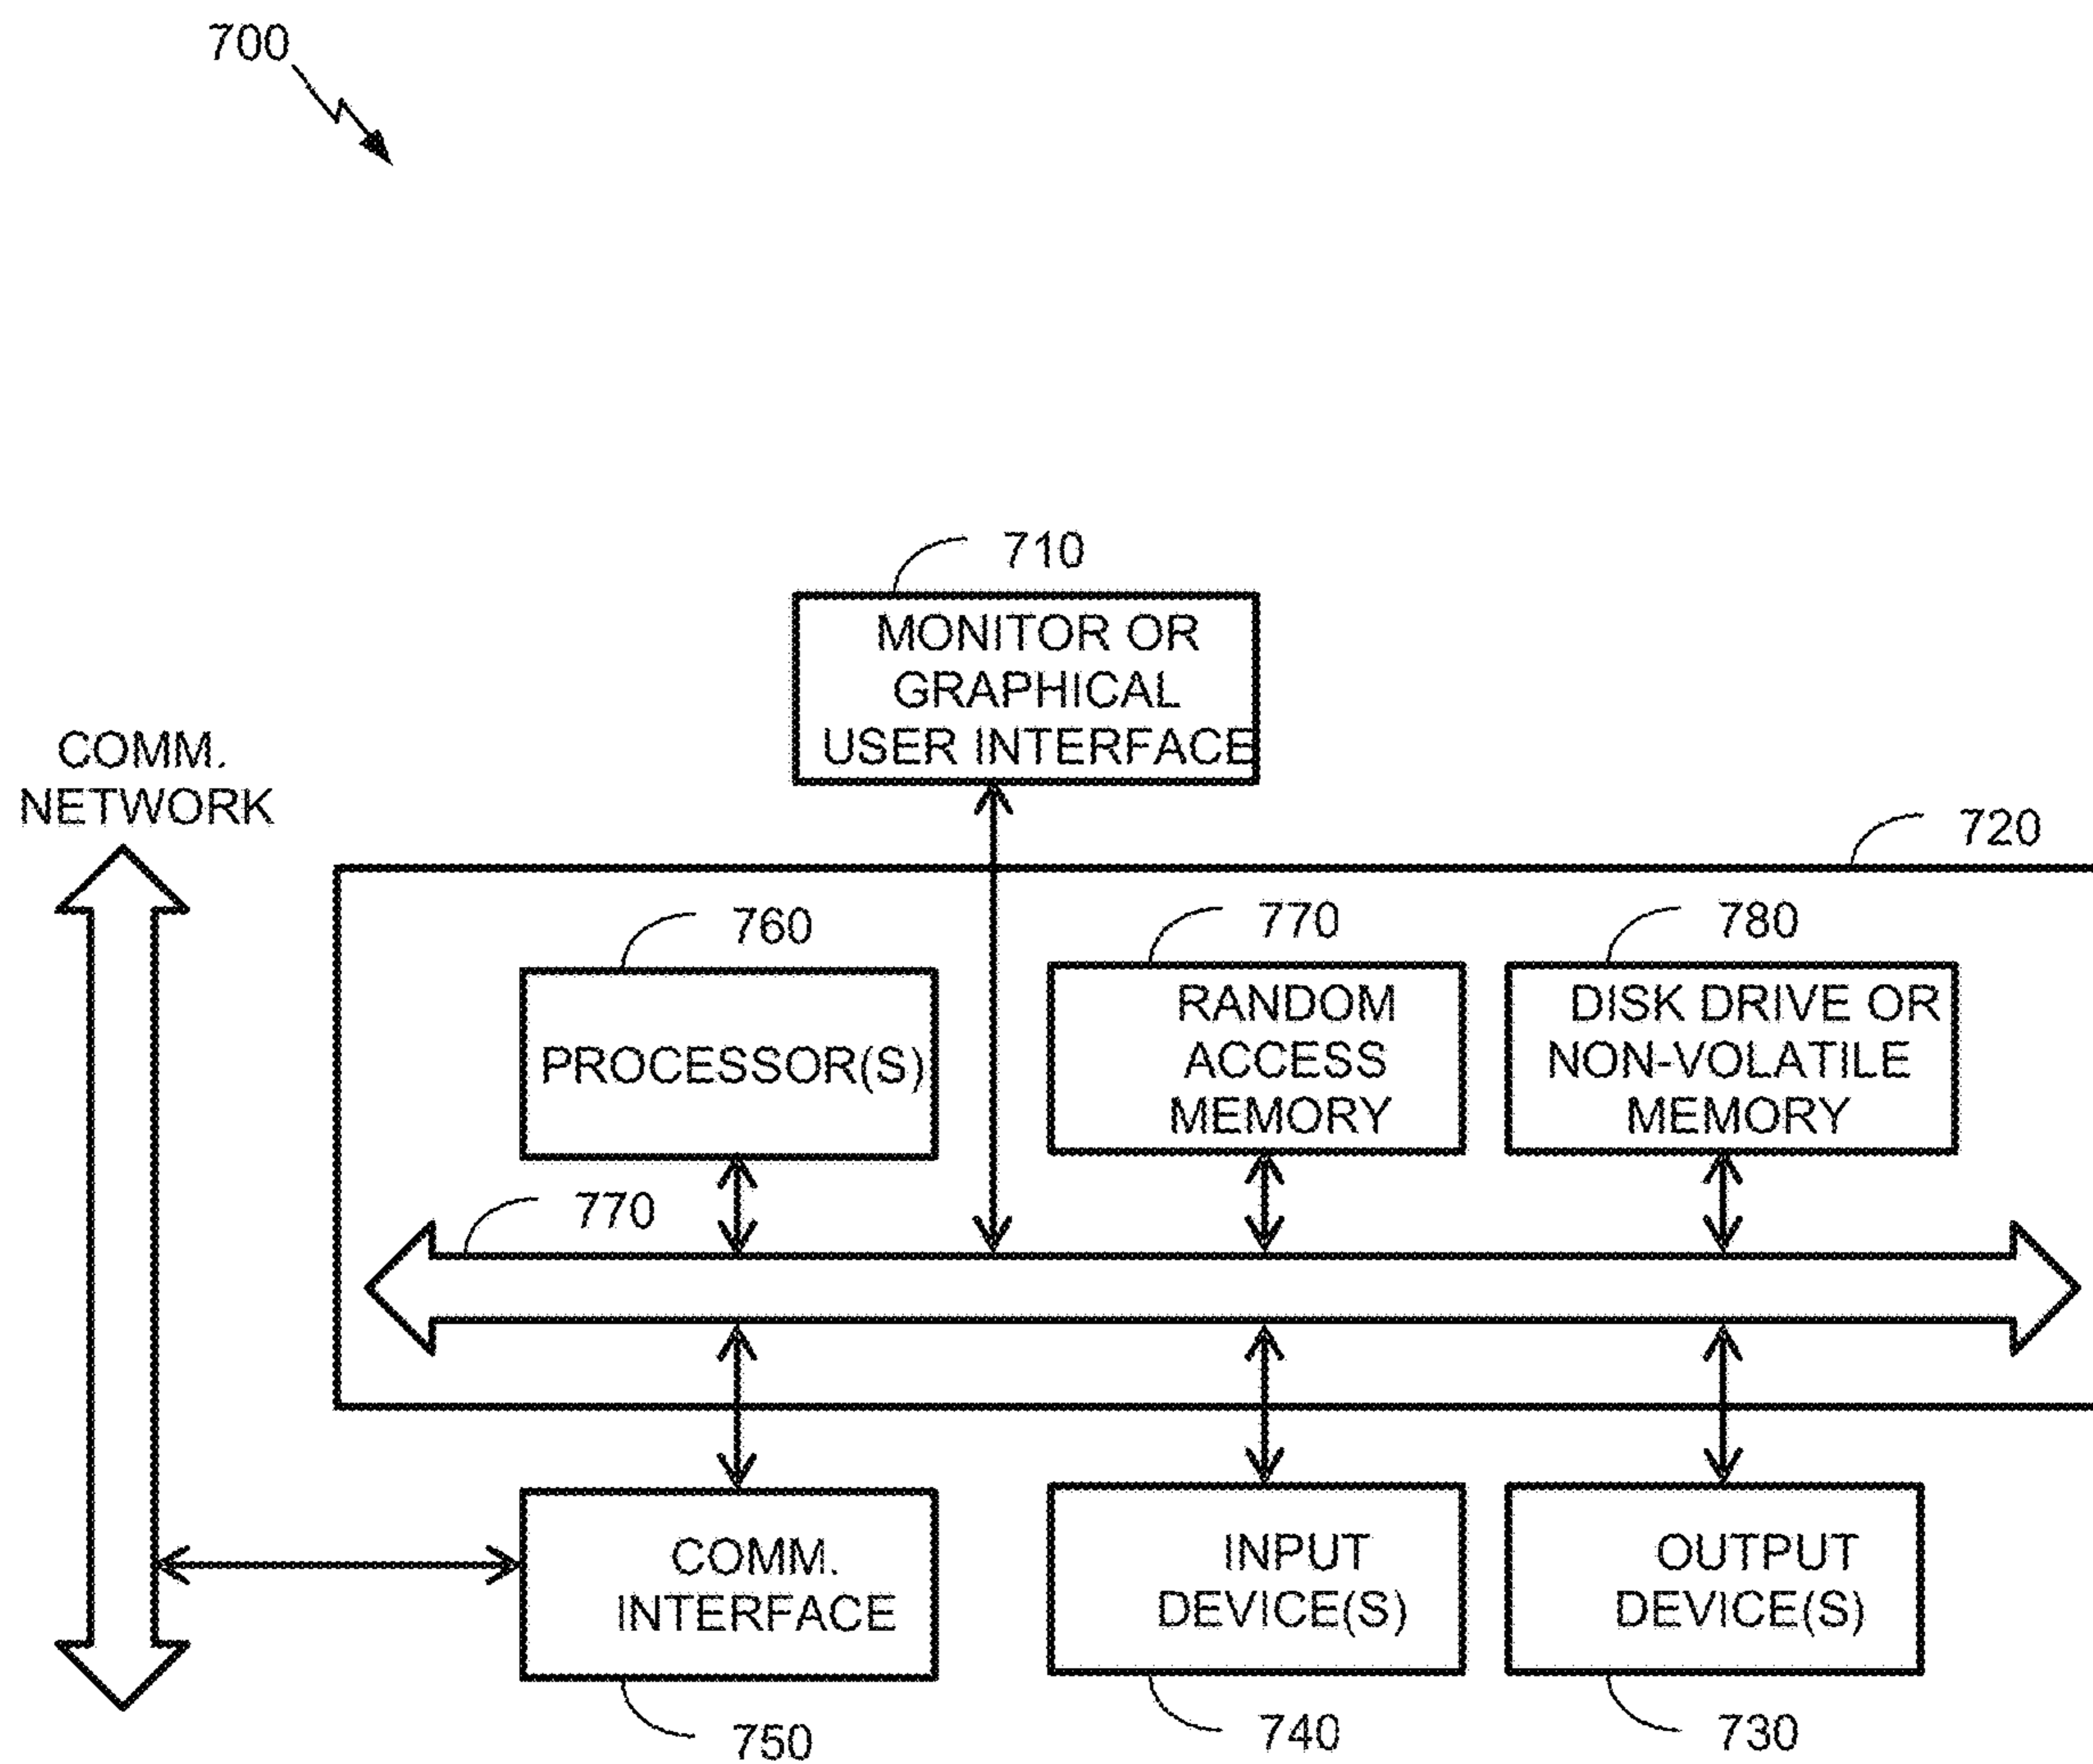 700
710
MONITOR OR
GRAPHICAL
USER INTERFACE
COMM.
NETWORK
720
760
770
780
PROCESSOR(S)
RANDOM
ACCESS
MEMORY
DISK DRIVE OR
NON-VOLATILE
MEMORY
770
COMM.
INTERFACE
INPUT
DEVICE(S)
OUTPUT
DEVICE(S)
750
740
730